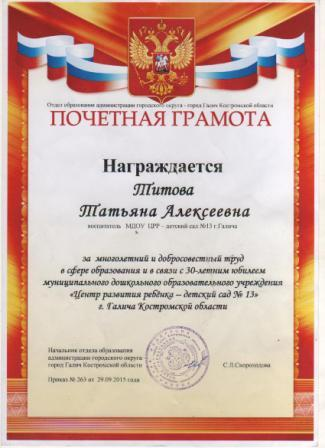 Отдел образования администрации городского округа - город Галич Костромской области
ПОЧЕТНАЯ ГРАМОТА
Награждается
Титова
Татьяна Алексеевна
воспитатель МДОУ ЦРР – детский сад №13 г.Галича
за многолетний и добросовестный труд
в сфере образования и в связи с 30-летним юбилеем
муниципального дошкольного образовательного учреждения
«Центр развития ребёнка – детский сад № 13»
г. Галича Костромской области
Начальник отдела образования
администрации городского округа
город Галич Костромской области
С.Л.Скороходова
Приказ № 263 от 29.09.2015 года